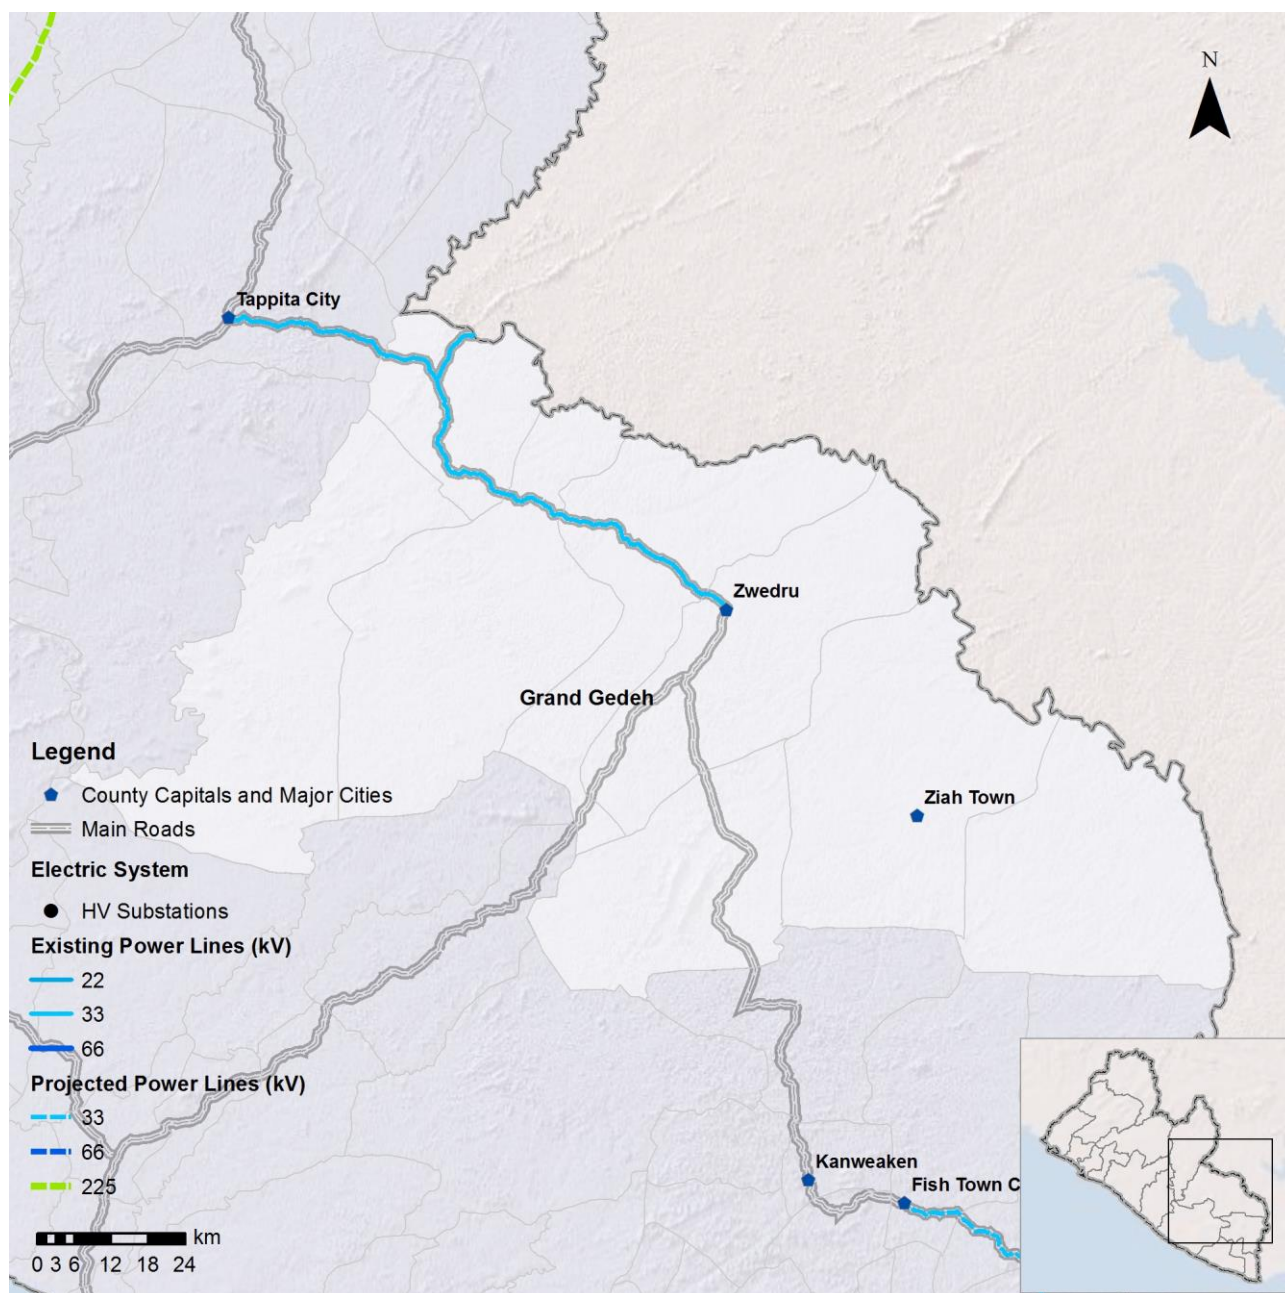 N
Tappita City
Zwedru
Grand Gedeh
Ziah Town
Kanweaken
Fish Town C
Legend
County Capitals and Major Cities
Main Roads
Electric System
HV Substations
Existing Power Lines (kV)
22
33
66
Projected Power Lines (kV)
33
66
225
km
0 3 6 12 18 24